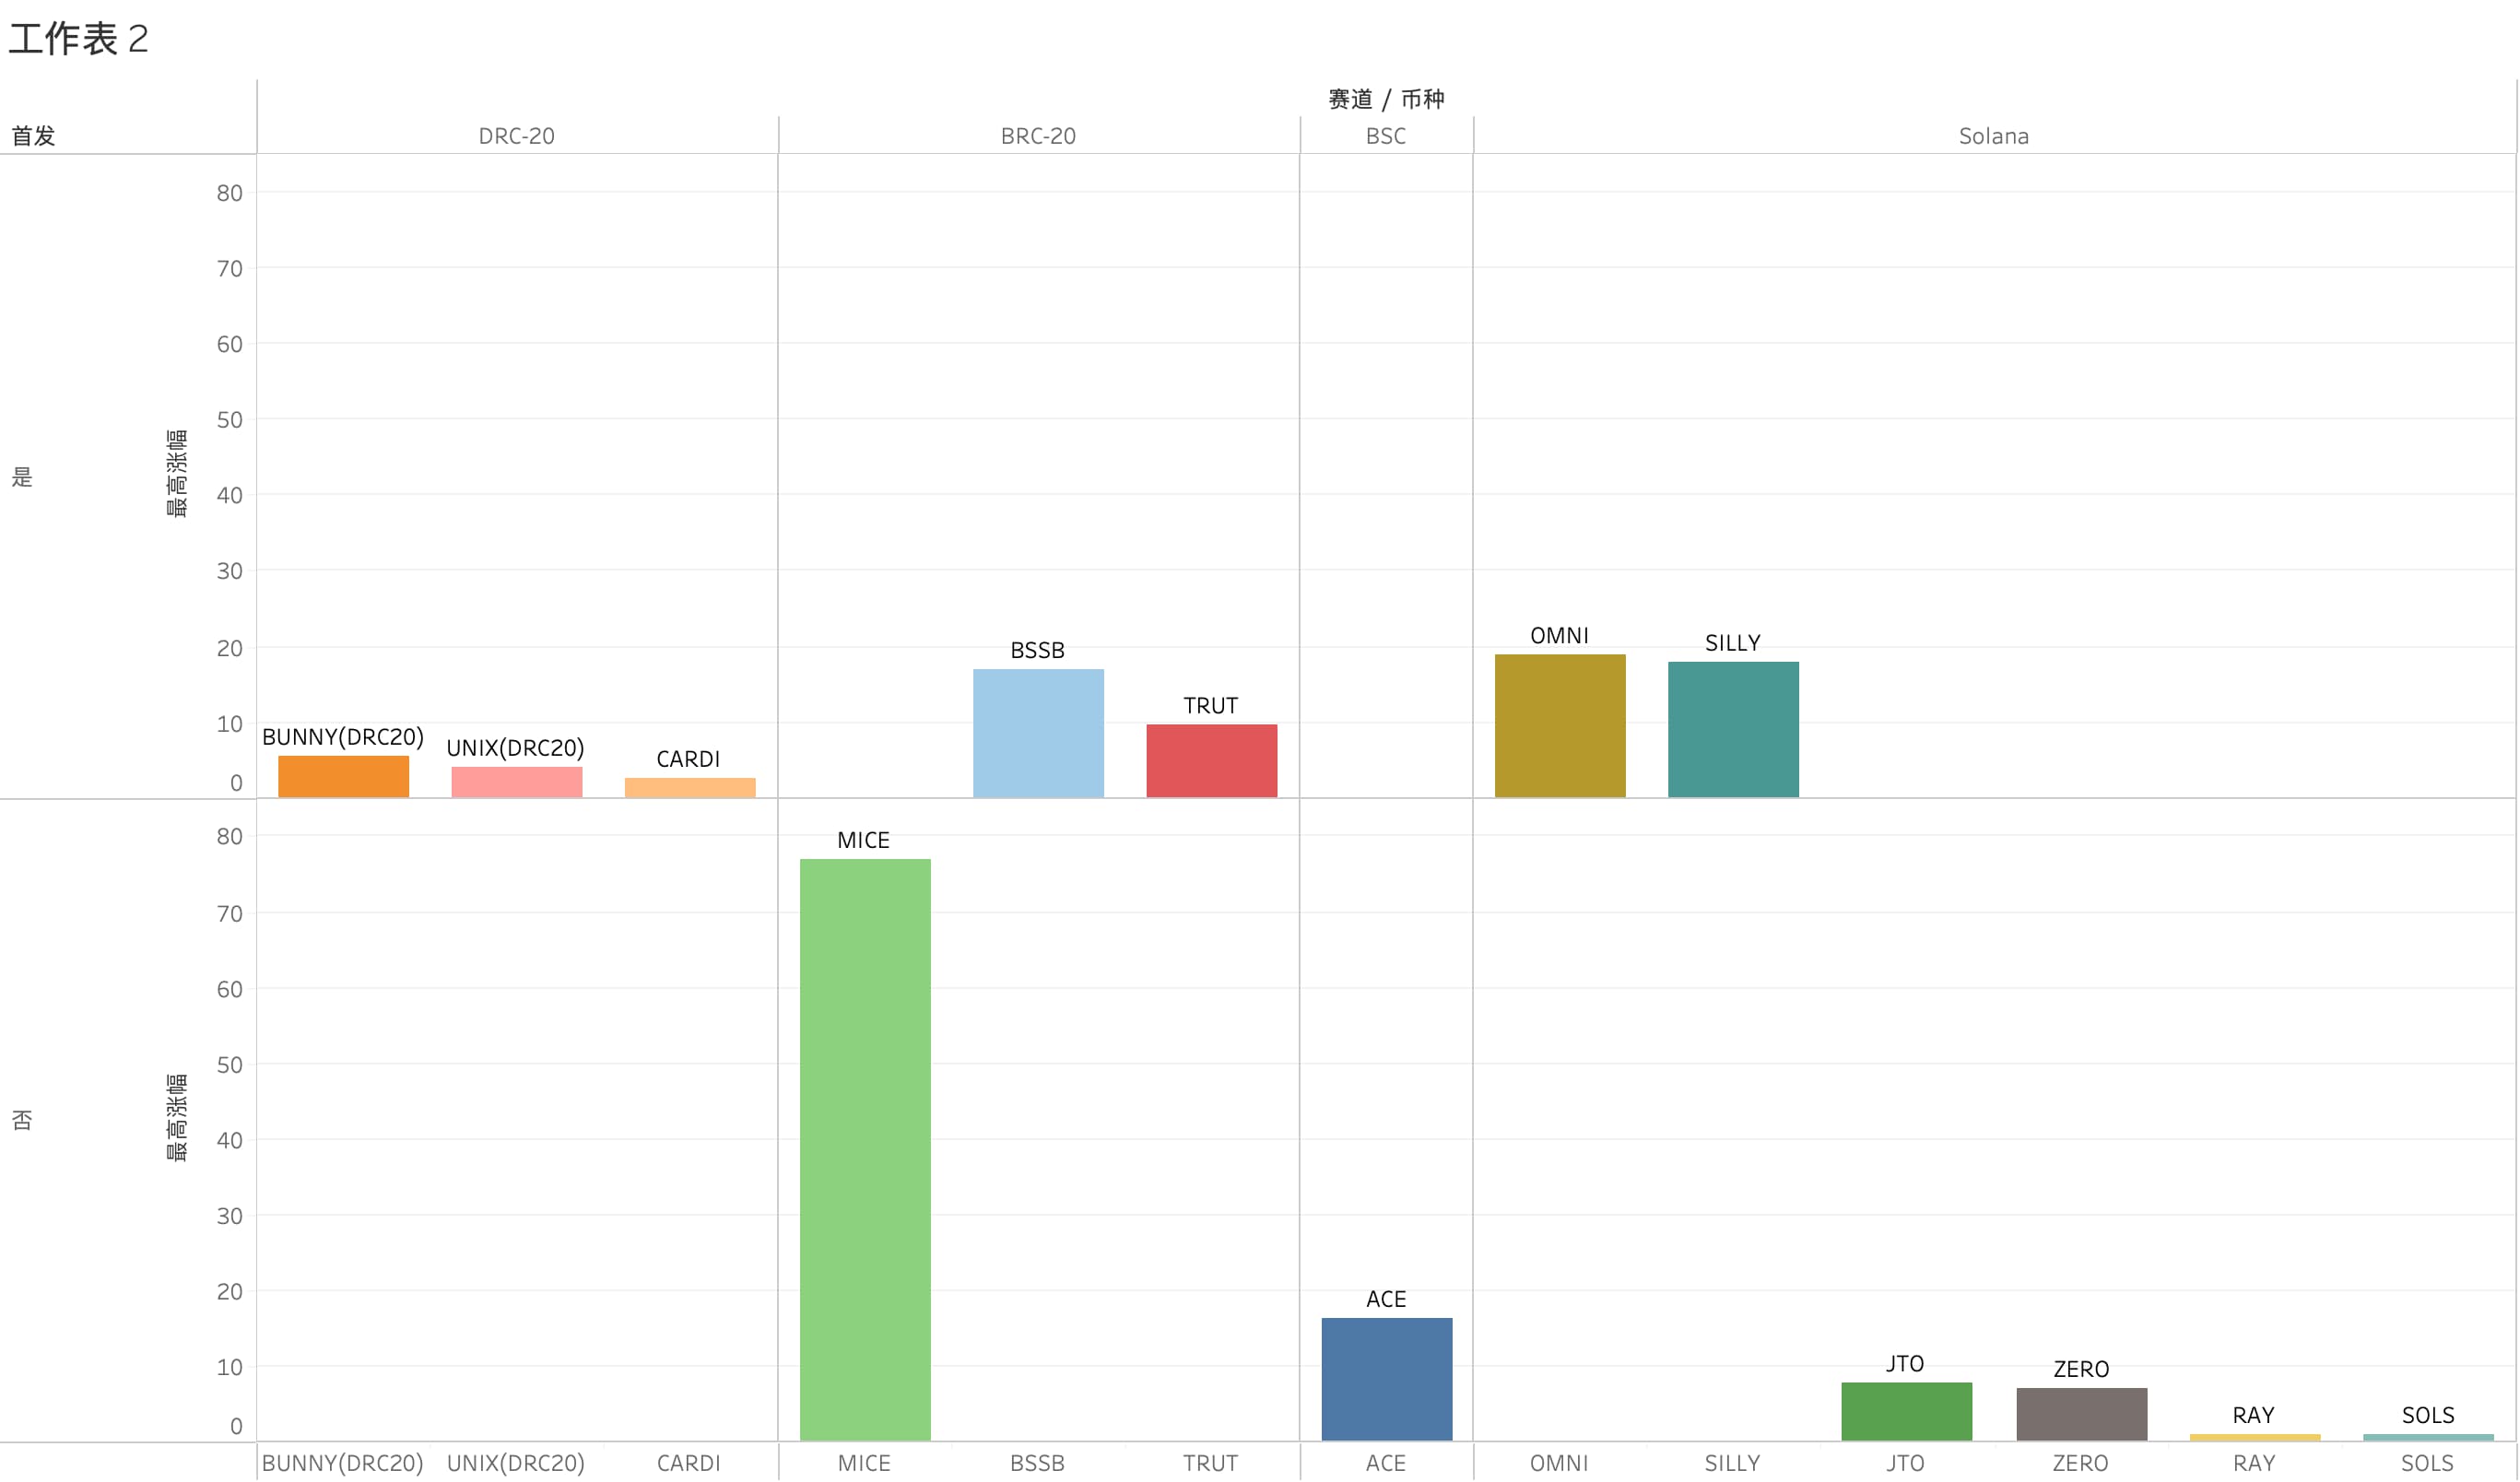 工作表 2
赛道 / 币种
首发
DRC-20
BRC-20
BSC
Solana
是
最高涨幅
80
70
60
50
40
30
20
10
0
BUNNY(DRC20)
UNIX(DRC20)
CARDI
BSSB
TRUT
OMNI
SILLY
否
最高涨幅
80
70
60
50
40
30
20
10
0
MICE
ACE
JTO
ZERO
RAY
SOLS
BUNNY(DRC20)
UNIX(DRC20)
CARDI
MICE
BSSB
TRUT
ACE
OMNI
SILLY
JTO
ZERO
RAY
SOLS